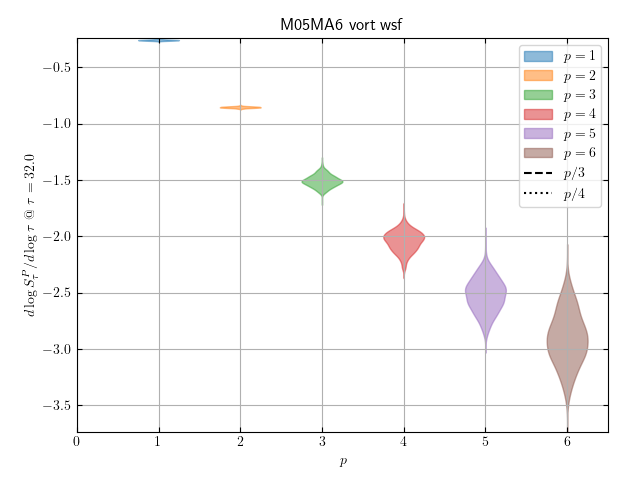 M05MA6 vort wsf
d log S_τ^P / d log τ @ τ = 32.0
−0.5
−1.0
−1.5
−2.0
−2.5
−3.0
−3.5
p = 1
p = 2
p = 3
p = 4
p = 5
p = 6
p/3
p/4
0
1
2
3
4
5
6
p